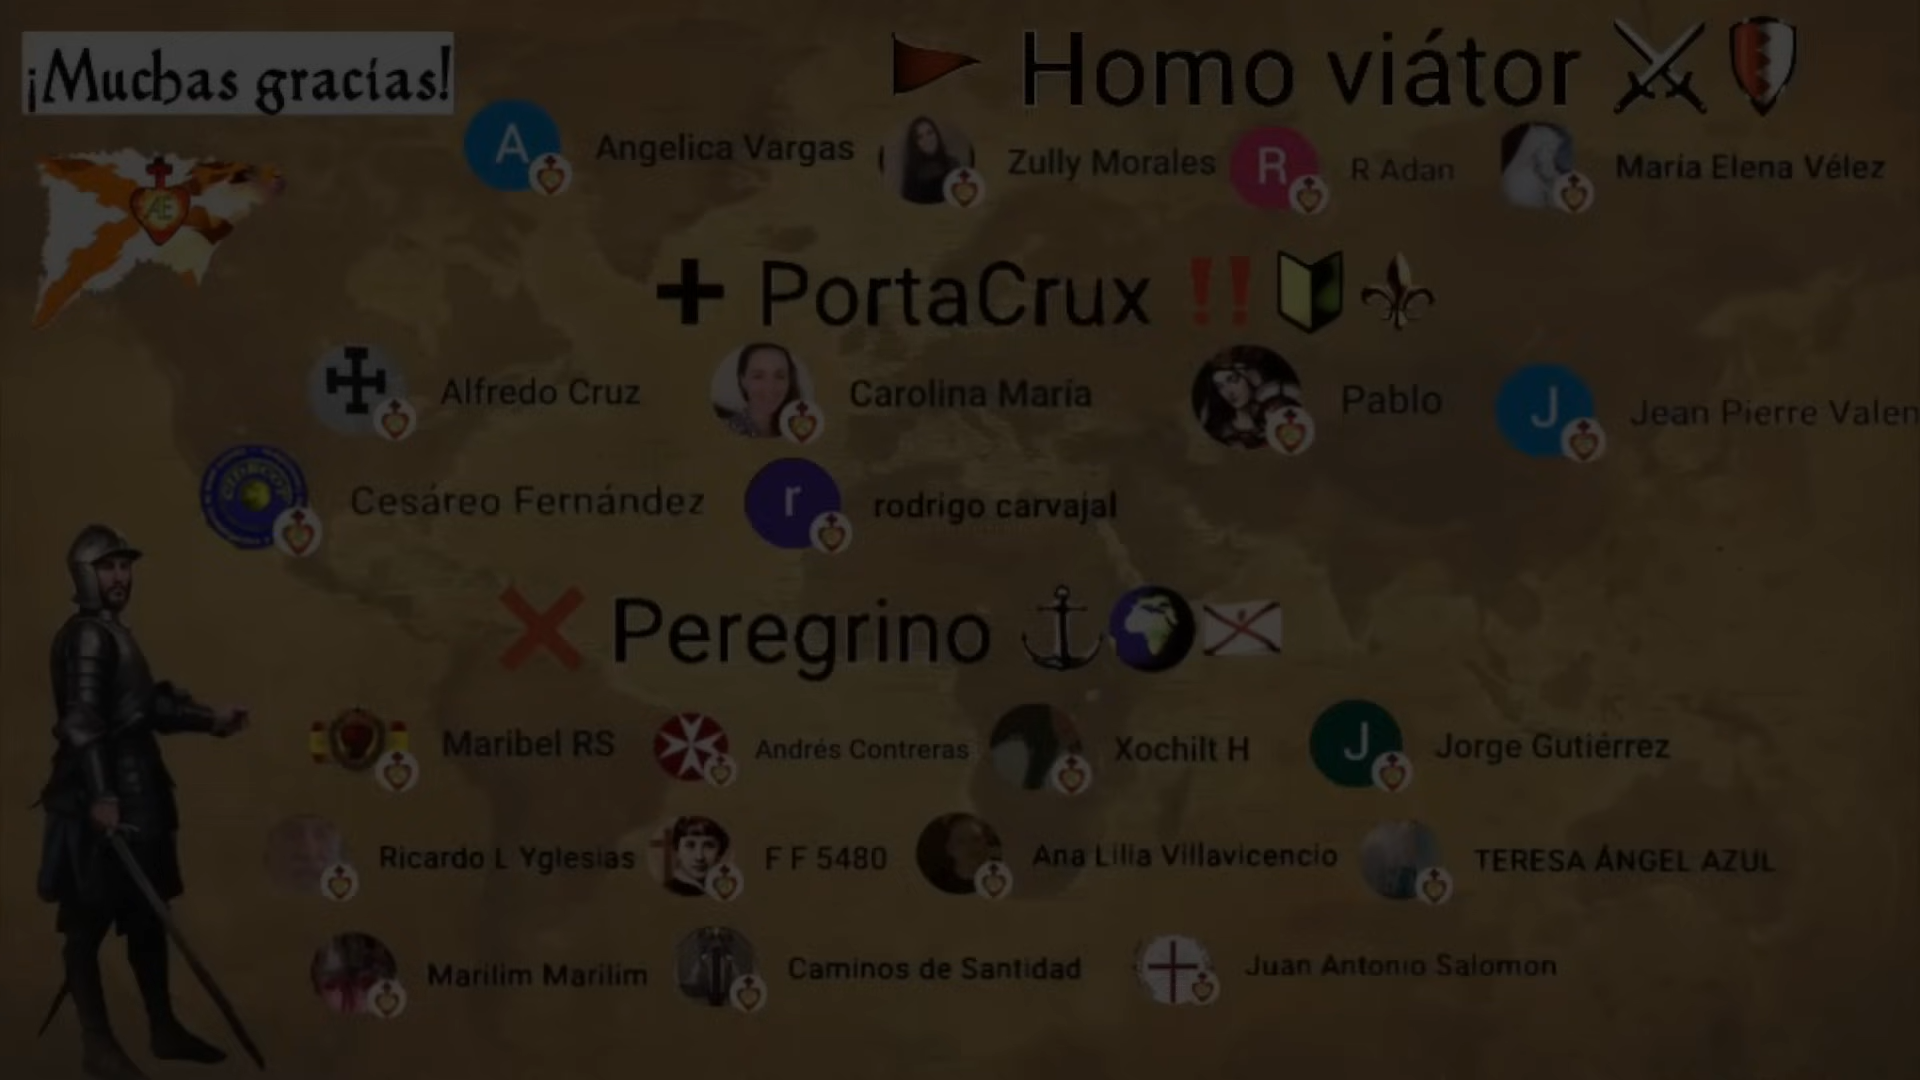 ¡Muchas gracias!
Homo viátor
A Angelica Vargas Zully Morales R R Adan María Elena Vélez
PortaCrux
Alfredo Cruz Carolina María Pablo J Jean Pierre Valen
Cesáreo Fernández r rodrigo carvajal
Peregrino
Maribel RS Andrés Contreras Xochilt H J Jorge Gutiérrez
Ricardo L Yglesias F F 5480 Ana Lilia Villavicencio TERESA ÁNGEL AZUL
Marilim Marilim Caminos de Santidad Juan Antonio Salomon